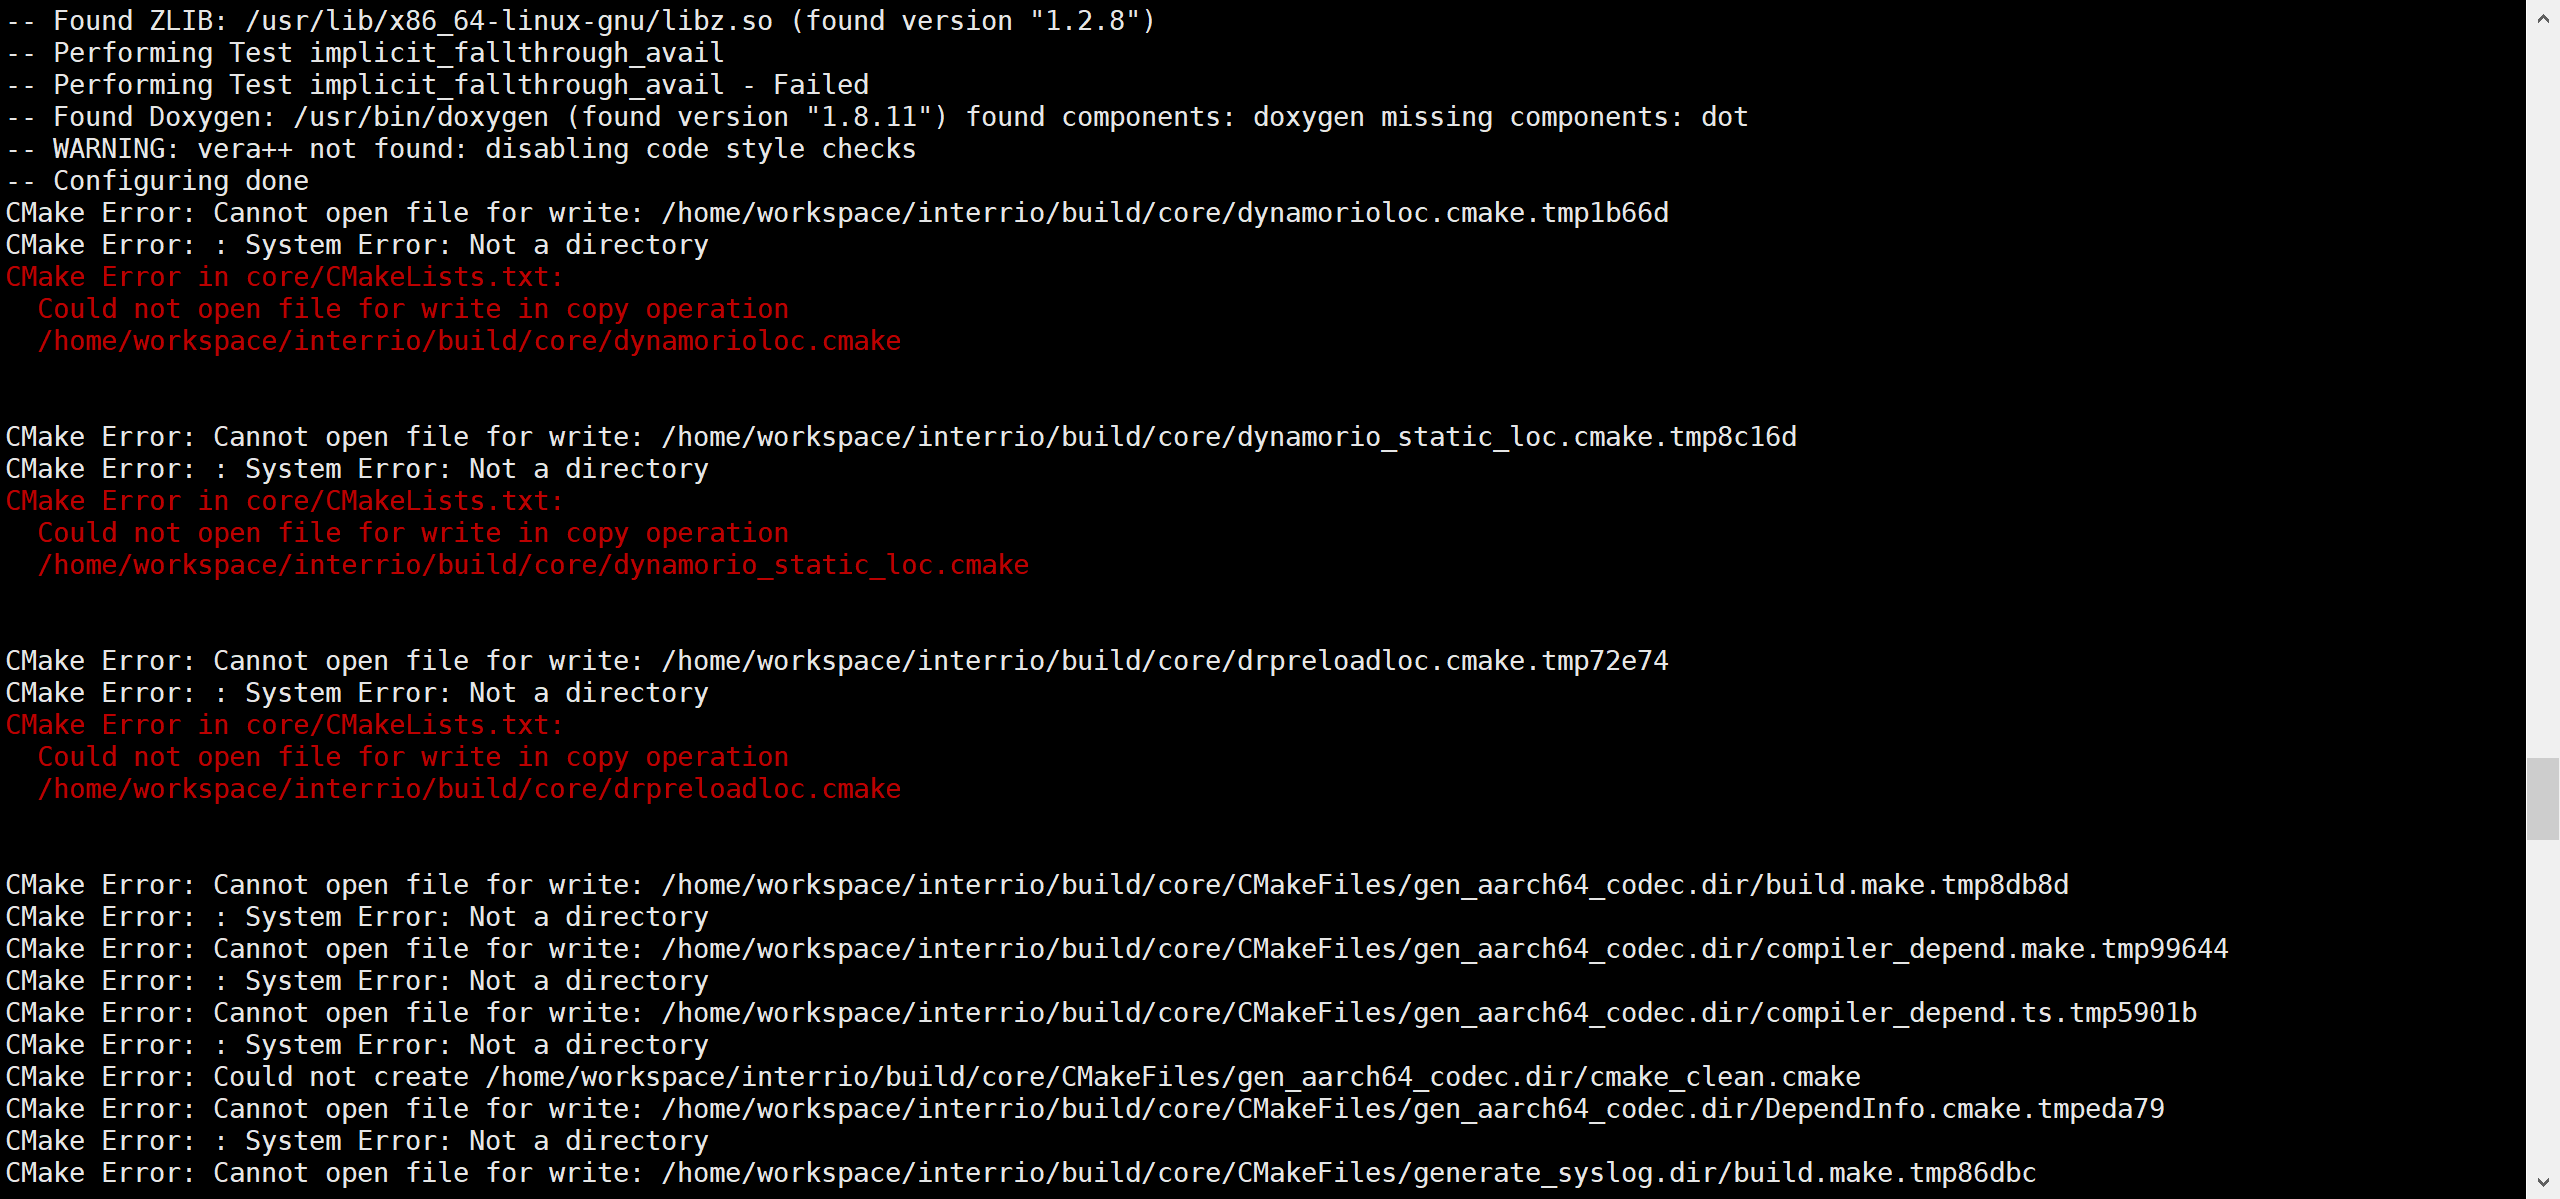 -- Found ZLIB: /usr/lib/x86_64-linux-gnu/libz.so (found version "1.2.8")
-- Performing Test implicit_fallthrough_avail
-- Performing Test implicit_fallthrough_avail - Failed
-- Found Doxygen: /usr/bin/doxygen (found version "1.8.11") found components: doxygen missing components: dot
-- WARNING: vera++ not found: disabling code style checks
-- Configuring done
CMake Error: Cannot open file for write: /home/workspace/interrio/build/core/dynamorioloc.cmake.tmp1b66d
CMake Error: : System Error: Not a directory
CMake Error in core/CMakeLists.txt:
  Could not open file for write in copy operation
  /home/workspace/interrio/build/core/dynamorioloc.cmake
CMake Error: Cannot open file for write: /home/workspace/interrio/build/core/dynamorio_static_loc.cmake.tmp8c16d
CMake Error: : System Error: Not a directory
CMake Error in core/CMakeLists.txt:
  Could not open file for write in copy operation
  /home/workspace/interrio/build/core/dynamorio_static_loc.cmake
CMake Error: Cannot open file for write: /home/workspace/interrio/build/core/drpreloadloc.cmake.tmp72e74
CMake Error: : System Error: Not a directory
CMake Error in core/CMakeLists.txt:
  Could not open file for write in copy operation
  /home/workspace/interrio/build/core/drpreloadloc.cmake
CMake Error: Cannot open file for write: /home/workspace/interrio/build/core/CMakeFiles/gen_aarch64_codec.dir/build.make.tmp8db8d
CMake Error: : System Error: Not a directory
CMake Error: Cannot open file for write: /home/workspace/interrio/build/core/CMakeFiles/gen_aarch64_codec.dir/compiler_depend.make.tmp99644
CMake Error: : System Error: Not a directory
CMake Error: Cannot open file for write: /home/workspace/interrio/build/core/CMakeFiles/gen_aarch64_codec.dir/compiler_depend.ts.tmp5901b
CMake Error: : System Error: Not a directory
CMake Error: Could not create /home/workspace/interrio/build/core/CMakeFiles/gen_aarch64_codec.dir/cmake_clean.cmake
CMake Error: Cannot open file for write: /home/workspace/interrio/build/core/CMakeFiles/gen_aarch64_codec.dir/DependInfo.cmake.tmpeda79
CMake Error: : System Error: Not a directory
CMake Error: Cannot open file for write: /home/workspace/interrio/build/core/CMakeFiles/generate_syslog.dir/build.make.tmp86dbc